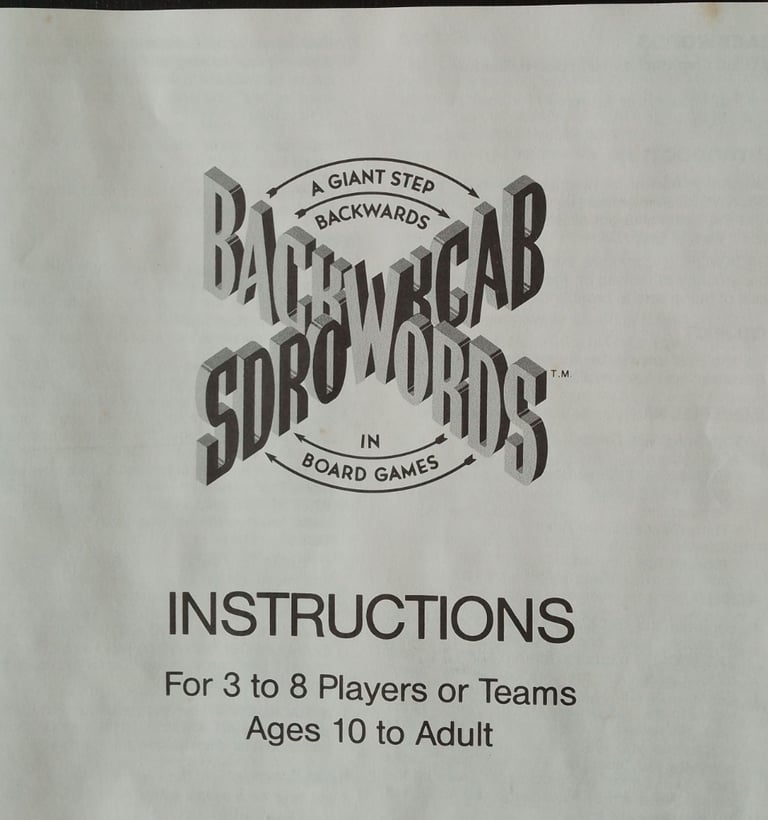 A GIANT STEP
BACKWARDS
BACKWKCAB
SDROWORDS
T.M.
IN
BOARD GAMES
INSTRUCTIONS
For 3 to 8 Players or Teams
Ages 10 to Adult